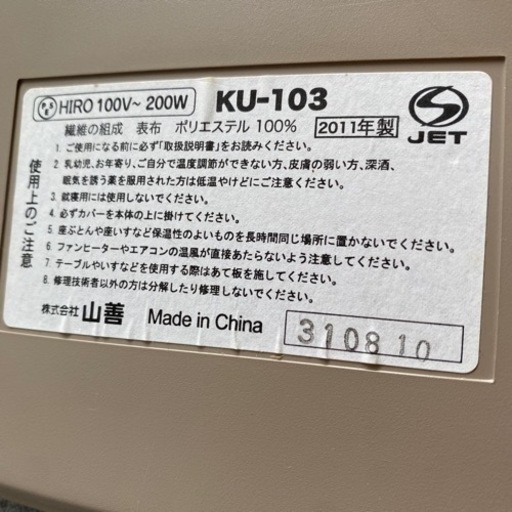 HIRO 100V~ 200W KU-103
繊維の組成 表布 ポリエステル 100% 2011年製
S JET
使用上のご注意
1. ご使用になる前に必ず「取扱説明書」をお読みください。
2. 乳幼児、お年寄り、ご自分で温度調節ができない方、皮膚の弱い方、深酒、
眠気を誘う薬を服用された方は低温やけどにご注意ください。
3. 就寝用には使用しないでください。
4. 必ずカバーを本体の上に掛けてください。
5. 座ぶとんや座いすなど保温性のよいものを長時間同じ場所に置かないでください。
6. ファンヒーターやエアコンの温風が直接あたらないよう注意してください。
7. テーブルやいすなどを使用する際はあて板を施してください。
8. 修理技術者以外の方は分解したり修理しないでください。
株式会社 山善 Made in China 310810